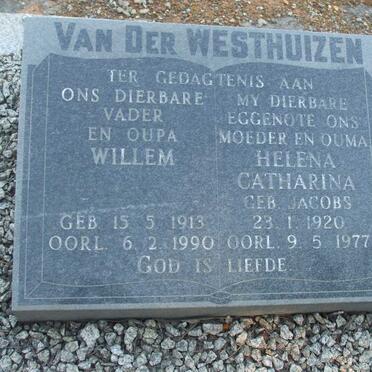 VAN DER WESTHUIZEN
TER GEDAGTENIS AAN
ONS DIERBARE
VADER
EN OUPA
WILLEM
GEB. 15. 5. 1913
OORL. 6. 2. 1990
MY DIERBARE
EGGENOTE ONS
MOEDER EN OUMA
HELENA
CATHARINA
GEB. JACOBS
23. 1. 1920
OORL. 9. 5. 1977
GOD IS LIEFDE.